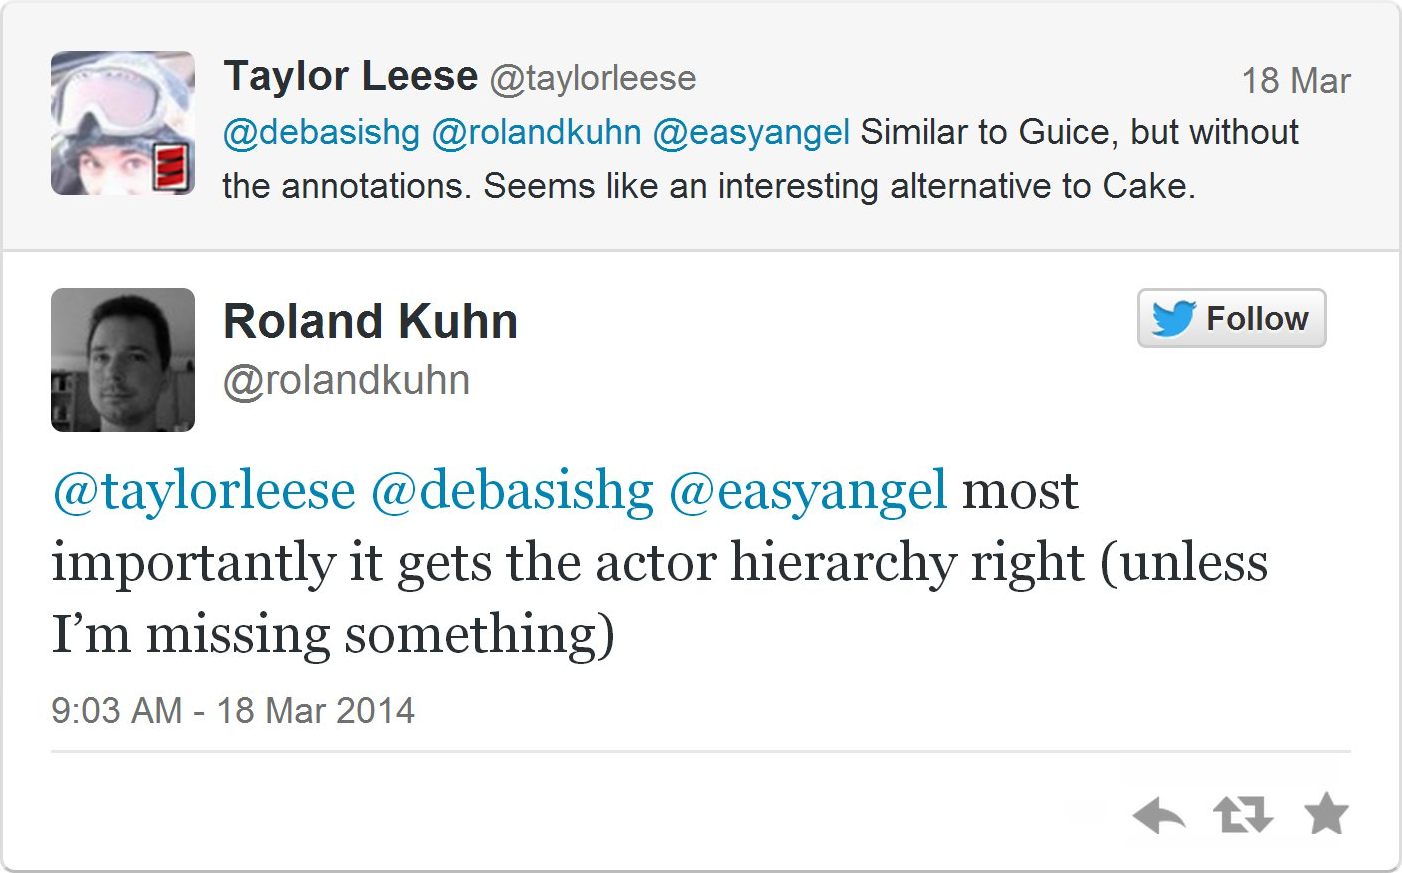 Taylor Leese @taylorleese 18 Mar
@debasishg @rolandkuhn @easyangel Similar to Guice, but without
the annotations. Seems like an interesting alternative to Cake.
Roland Kuhn
Follow
@rolandkuhn
@taylorleese @debasishg @easyangel most
importantly it gets the actor hierarchy right (unless
I’m missing something)
9:03 AM - 18 Mar 2014